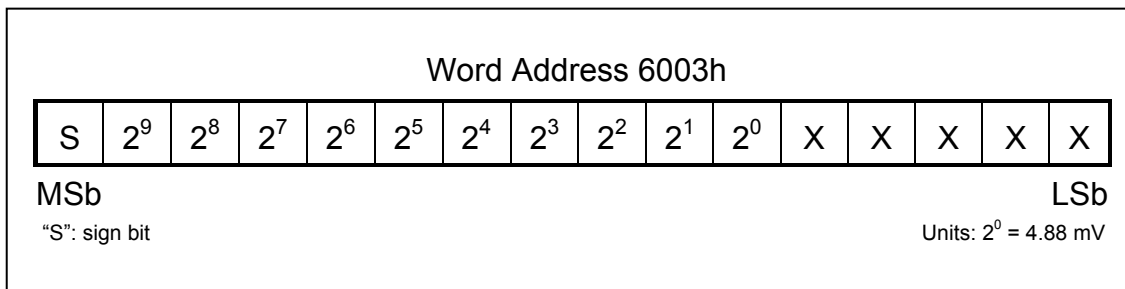 Word Address 6003h
S 2⁹ 2⁸ 2⁷ 2⁶ 2⁵ 2⁴ 2³ 2² 2¹ 2⁰ X X X X X
MSb LSb
“S”: sign bit Units: 2⁰ = 4.88 mV